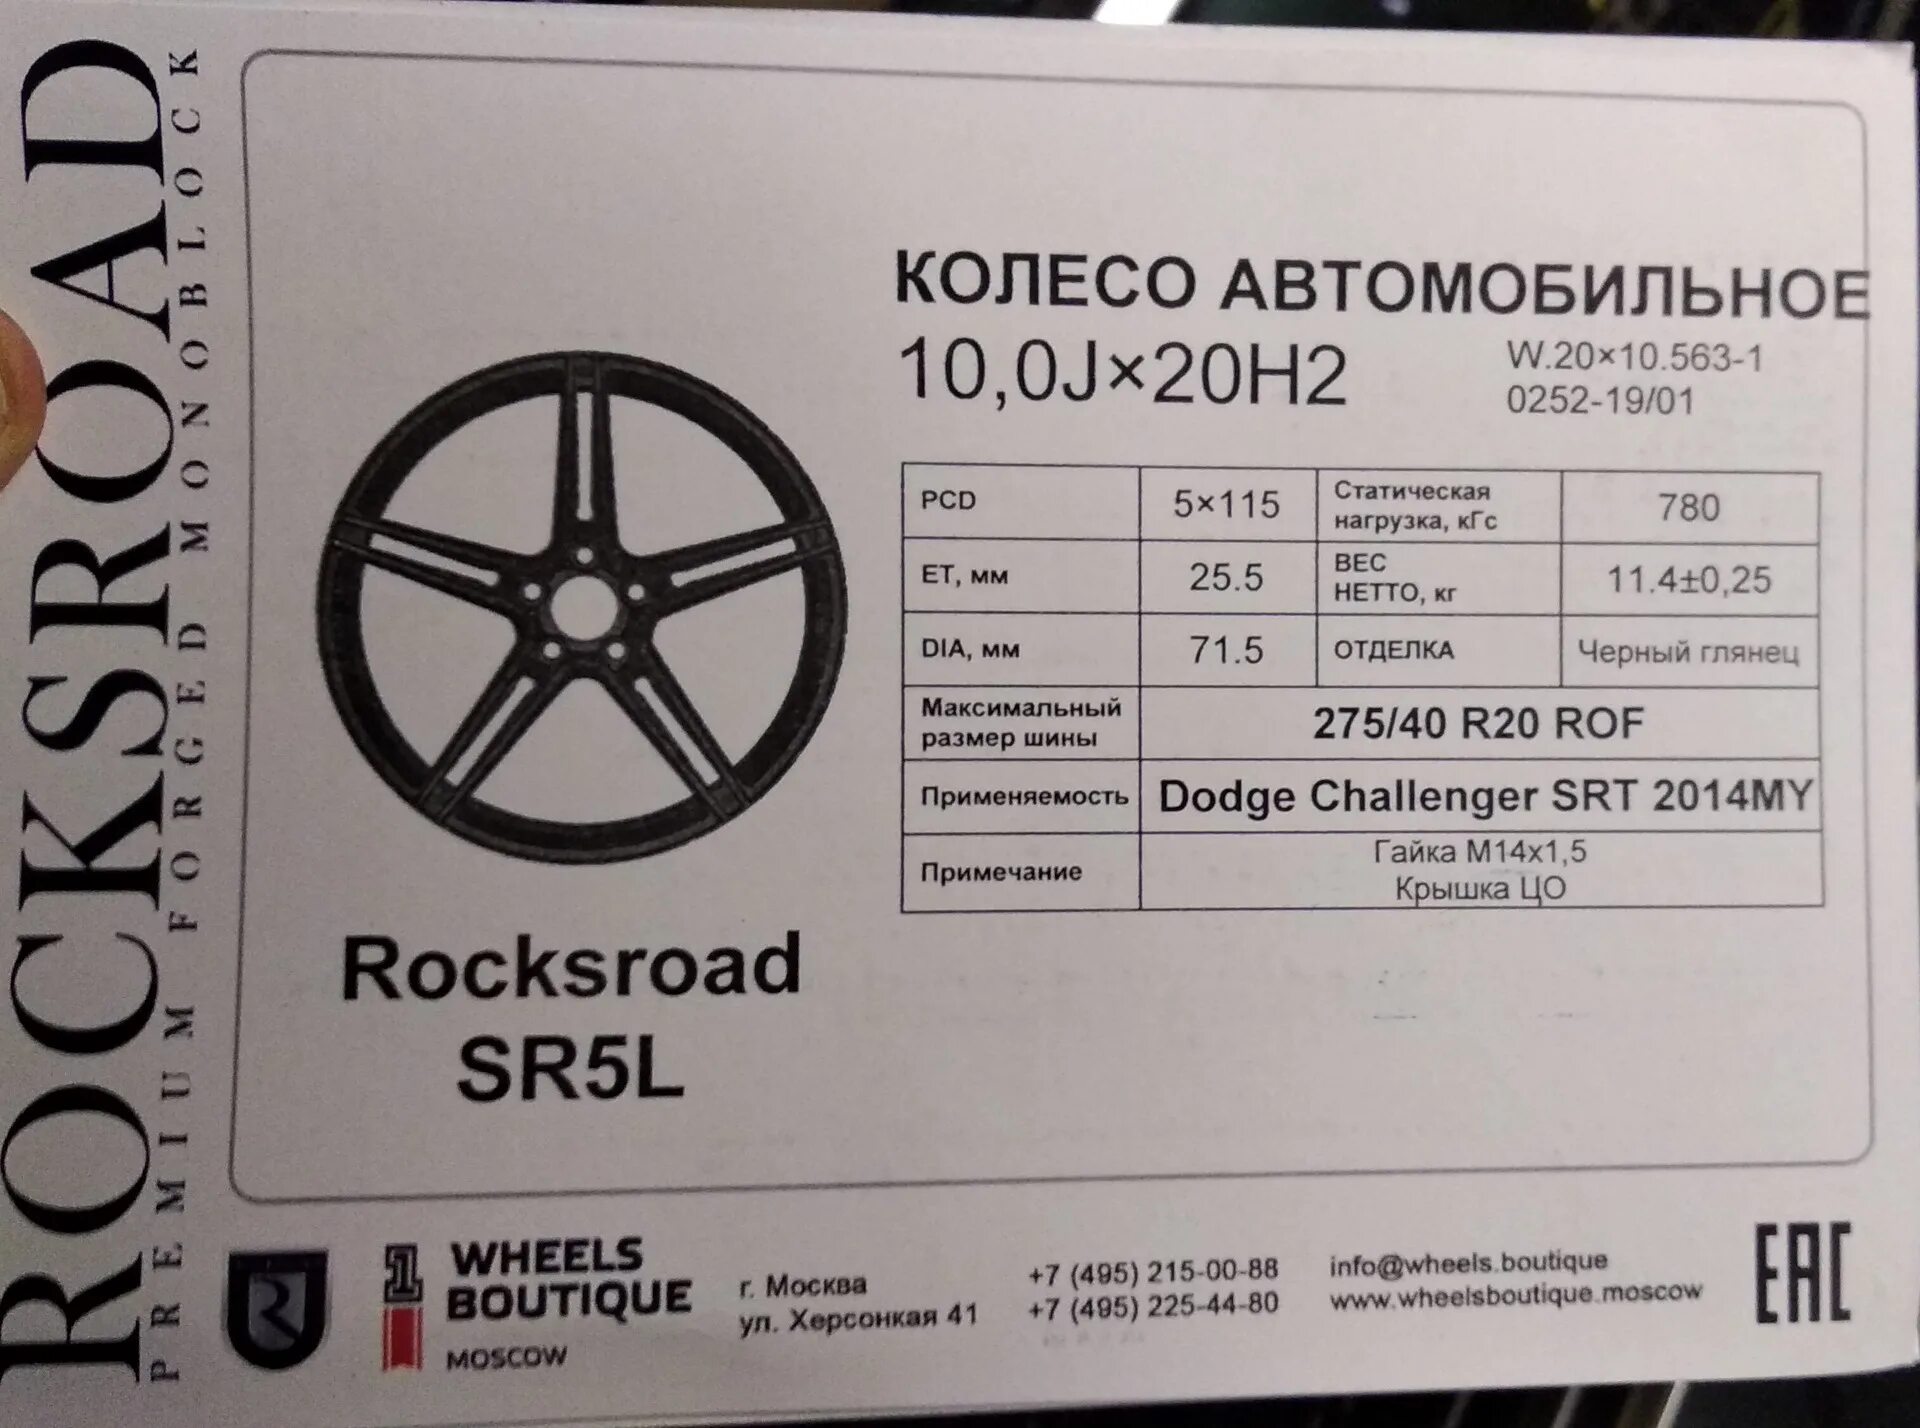 ROCKSROAD
PREMIUM FORGED MONOBLOCK
КОЛЕСО АВТОМОБИЛЬНОЕ
10,0J×20H2
W.20×10.563-1
0252-19/01
PCD 5×115 Статическая нагрузка, кГс 780
ET, мм 25.5 ВЕС НЕТТО, кг 11.4±0,25
DIA, мм 71.5 ОТДЕЛКА Черный глянец
Максимальный размер шины 275/40 R20 ROF
Применяемость Dodge Challenger SRT 2014MY
Примечание Гайка М14х1,5
Крышка ЦО
Rocksroad
SR5L
R
1 WHEELS
BOUTIQUE
MOSCOW
г. Москва
ул. Херсонкая 41
+7 (495) 215-00-88
+7 (495) 225-44-80
info@wheels.boutique
www.wheelsboutique.moscow
EAC